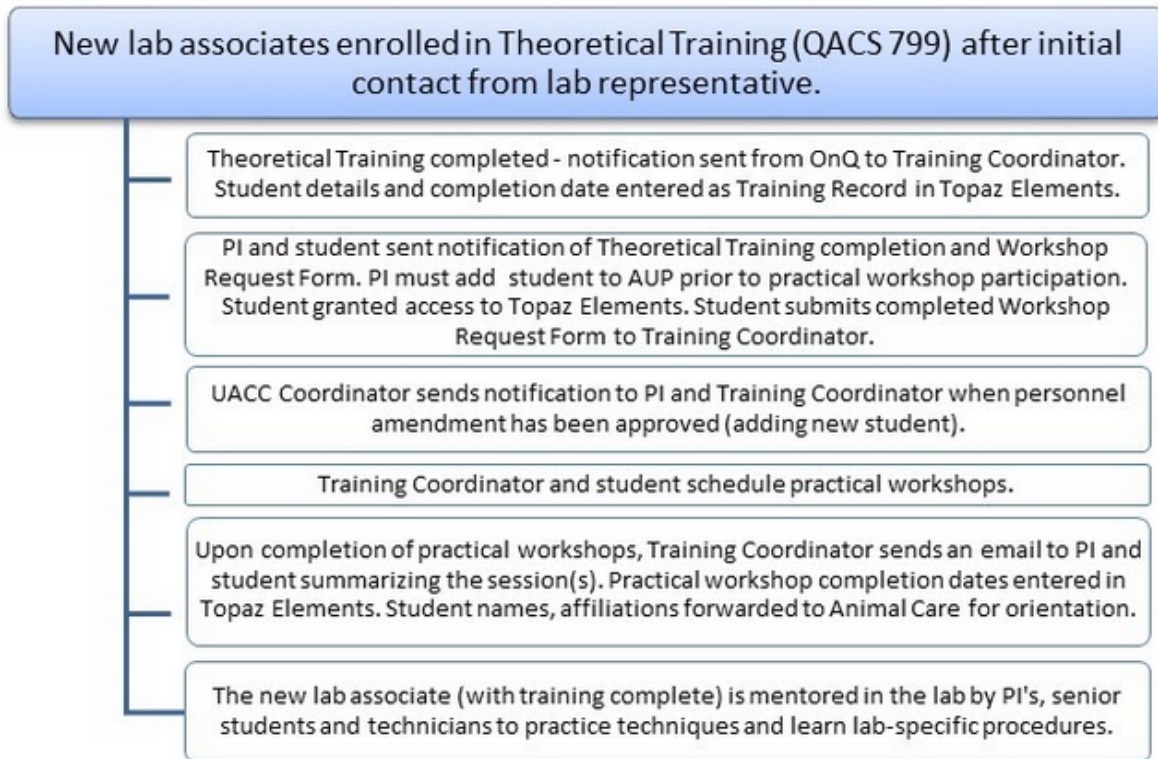 New lab associates enrolled in Theoretical Training (QACS 799) after initial
contact from lab representative.
Theoretical Training completed - notification sent from OnQ to Training Coordinator.
Student details and completion date entered as Training Record in Topaz Elements.
PI and student sent notification of Theoretical Training completion and Workshop
Request Form. PI must add student to AUP prior to practical workshop participation.
Student granted access to Topaz Elements. Student submits completed Workshop
Request Form to Training Coordinator.
UACC Coordinator sends notification to PI and Training Coordinator when personnel
amendment has been approved (adding new student).
Training Coordinator and student schedule practical workshops.
Upon completion of practical workshops, Training Coordinator sends an email to PI and
student summarizing the session(s). Practical workshop completion dates entered in
Topaz Elements. Student names, affiliations forwarded to Animal Care for orientation.
The new lab associate (with training complete) is mentored in the lab by PI's, senior
students and technicians to practice techniques and learn lab-specific procedures.